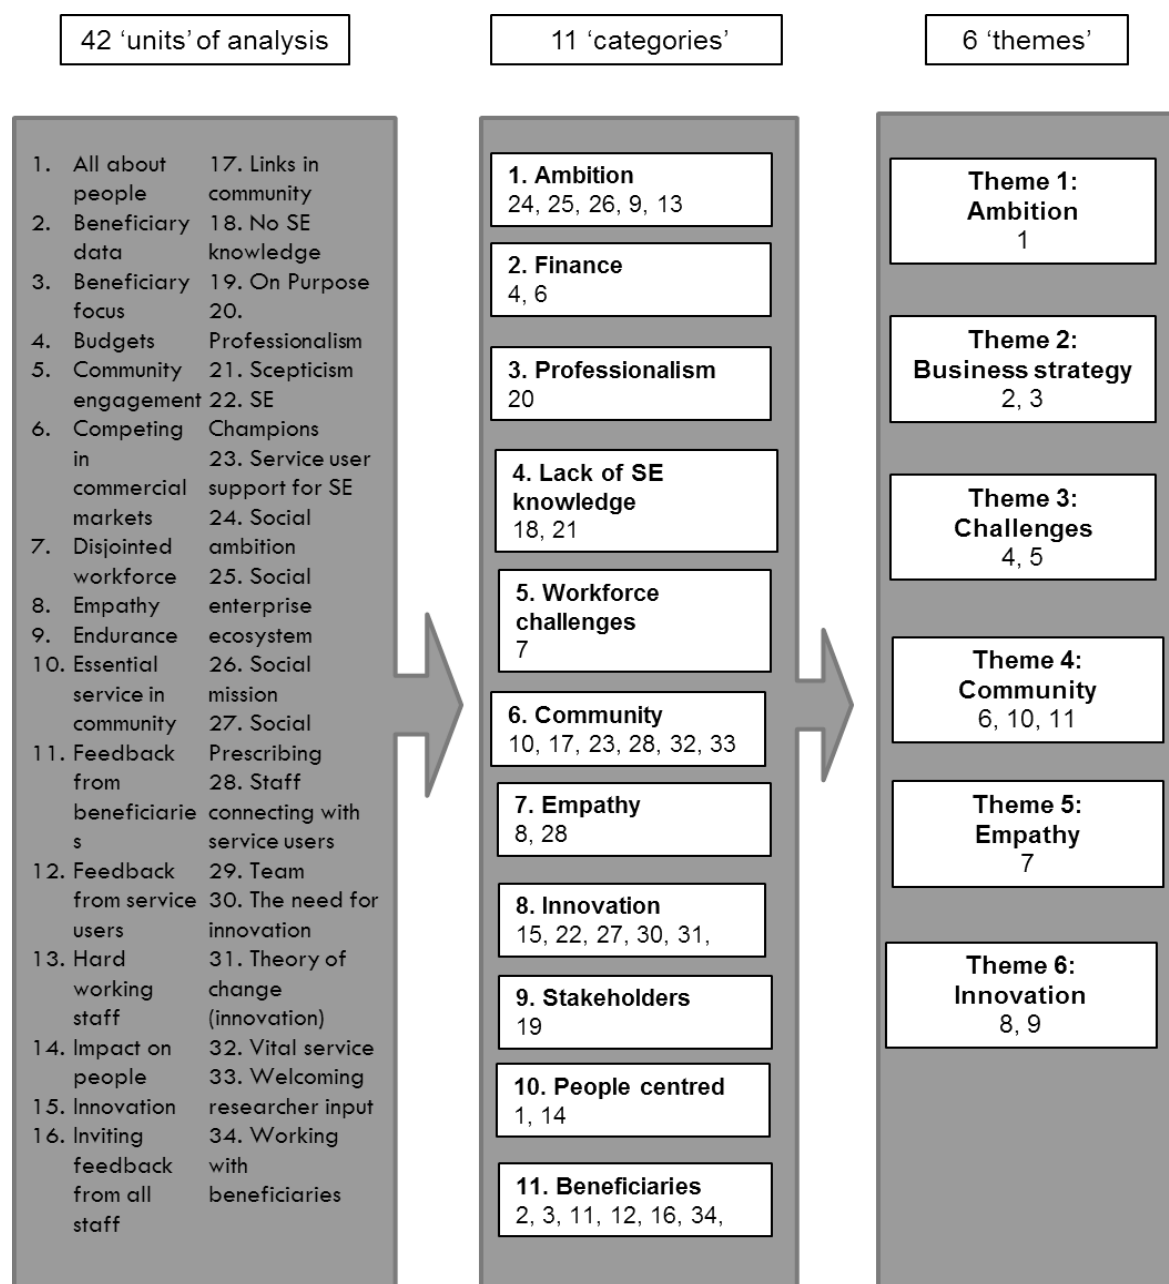 42 ‘units’ of analysis
11 ‘categories’
6 ‘themes’
1. All about
people
2. Beneficiary
data
3. Beneficiary
focus
4. Budgets
5. Community
engagement
6. Competing
in
commercial
markets
7. Disjointed
workforce
8. Empathy
9. Endurance
10. Essential
service in
community
11. Feedback
from
beneficiarie
s
12. Feedback
from service
users
13. Hard
working
staff
14. Impact on
people
15. Innovation
16. Inviting
feedback
from all
staff
17. Links in
community
18. No SE
knowledge
19. On Purpose
20.
Professionalism
21. Scepticism
22. SE
Champions
23. Service user
support for SE
24. Social
ambition
25. Social
enterprise
ecosystem
26. Social
mission
27. Social
Prescribing
28. Staff
connecting with
service users
29. Team
30. The need for
innovation
31. Theory of
change
(innovation)
32. Vital service
33. Welcoming
researcher input
34. Working
with
beneficiaries
1. Ambition
24, 25, 26, 9, 13
2. Finance
4, 6
3. Professionalism
20
4. Lack of SE
knowledge
18, 21
5. Workforce
challenges
7
6. Community
10, 17, 23, 28, 32, 33
7. Empathy
8, 28
8. Innovation
15, 22, 27, 30, 31,
9. Stakeholders
19
10. People centred
1, 14
11. Beneficiaries
2, 3, 11, 12, 16, 34,
Theme 1:
Ambition
1
Theme 2:
Business strategy
2, 3
Theme 3:
Challenges
4, 5
Theme 4:
Community
6, 10, 11
Theme 5:
Empathy
7
Theme 6:
Innovation
8, 9